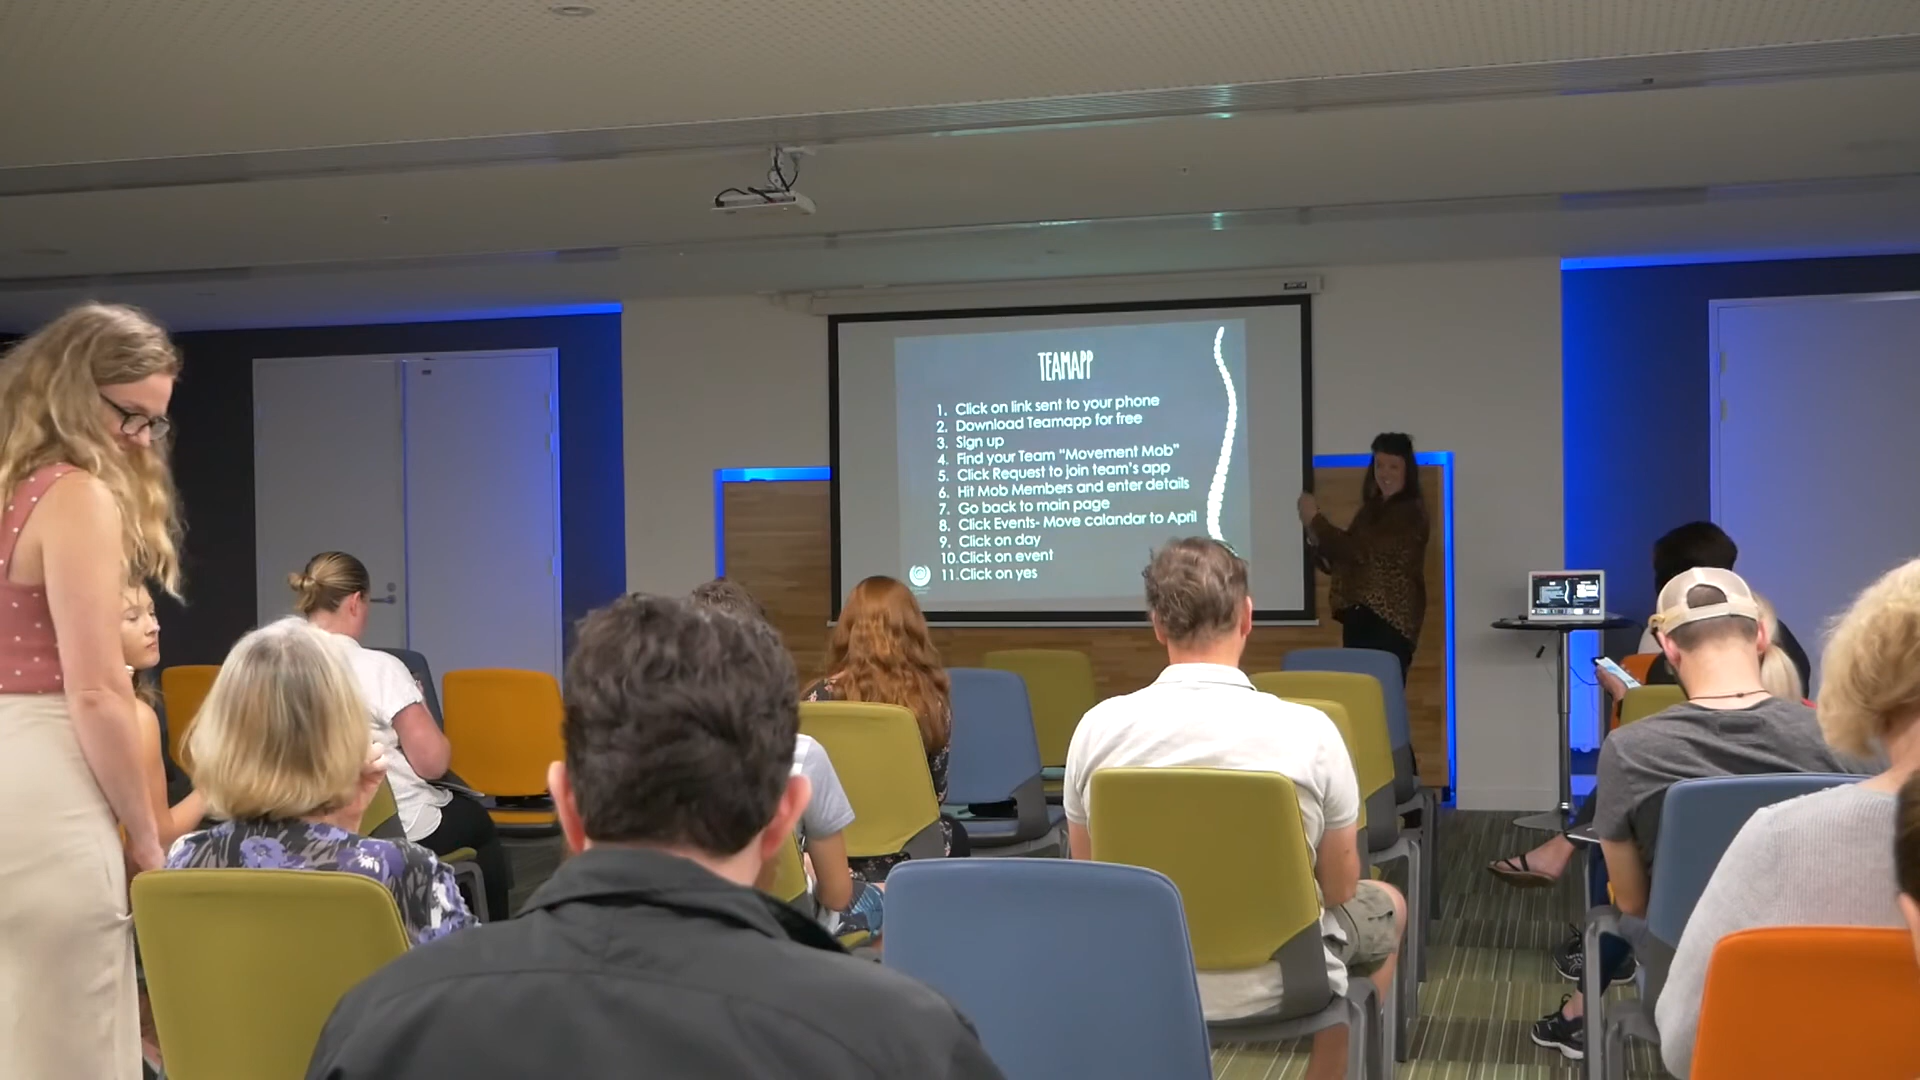 TEAMAPP
1. Click on link sent to your phone
2. Download Teamapp for free
3. Sign up
4. Find your Team "Movement Mob"
5. Click Request to join team's app
6. Hit Mob Members and enter details
7. Go back to main page
8. Click Events- Move calandar to April
9. Click on day
10. Click on event
11. Click on yes